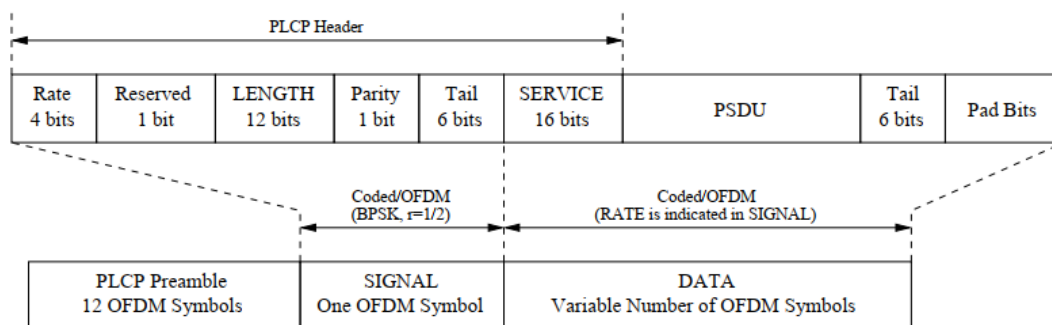 PLCP Header
Rate Reserved LENGTH Parity Tail SERVICE PSDU Tail Pad Bits
4 bits 1 bit 12 bits 1 bit 6 bits 16 bits 6 bits
Coded/OFDM Coded/OFDM
(BPSK, r=1/2) (RATE is indicated in SIGNAL)
PLCP Preamble SIGNAL DATA
12 OFDM Symbols One OFDM Symbol Variable Number of OFDM Symbols